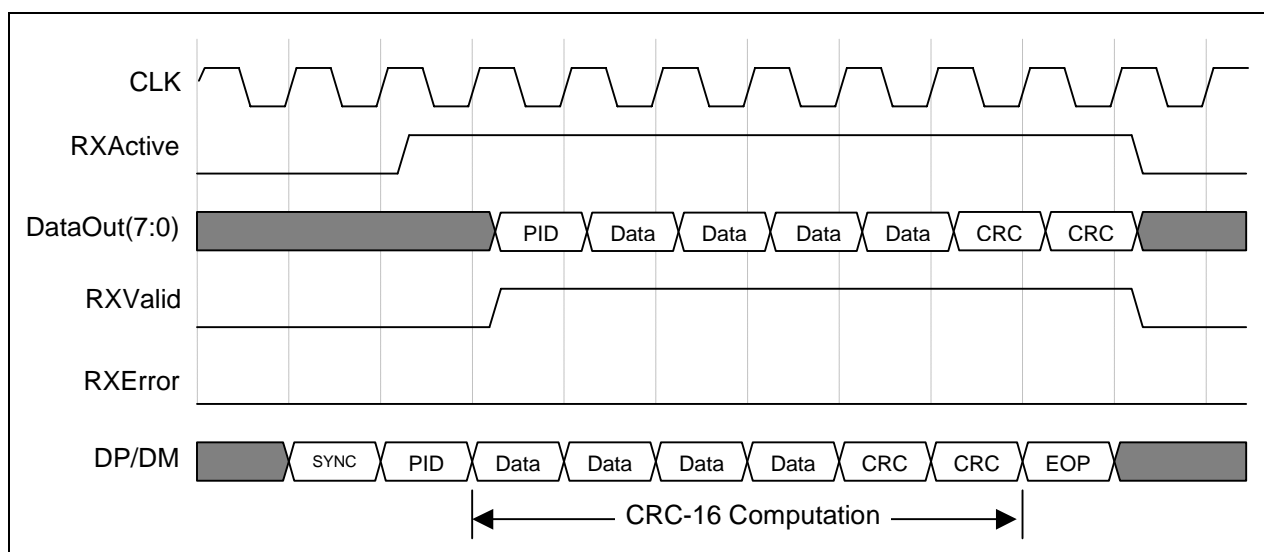 CLK
RXActive
DataOut(7:0) PID Data Data Data Data CRC CRC
RXValid
RXError
DP/DM SYNC PID Data Data Data Data CRC CRC EOP
CRC-16 Computation